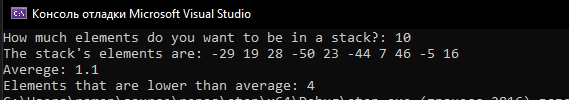 Консоль отладки Microsoft Visual Studio
How much elements do you want to be in a stack?: 10
The stack's elements are: -29 19 28 -50 23 -44 7 46 -5 16
Averege: 1.1
Elements that are lower than average: 4